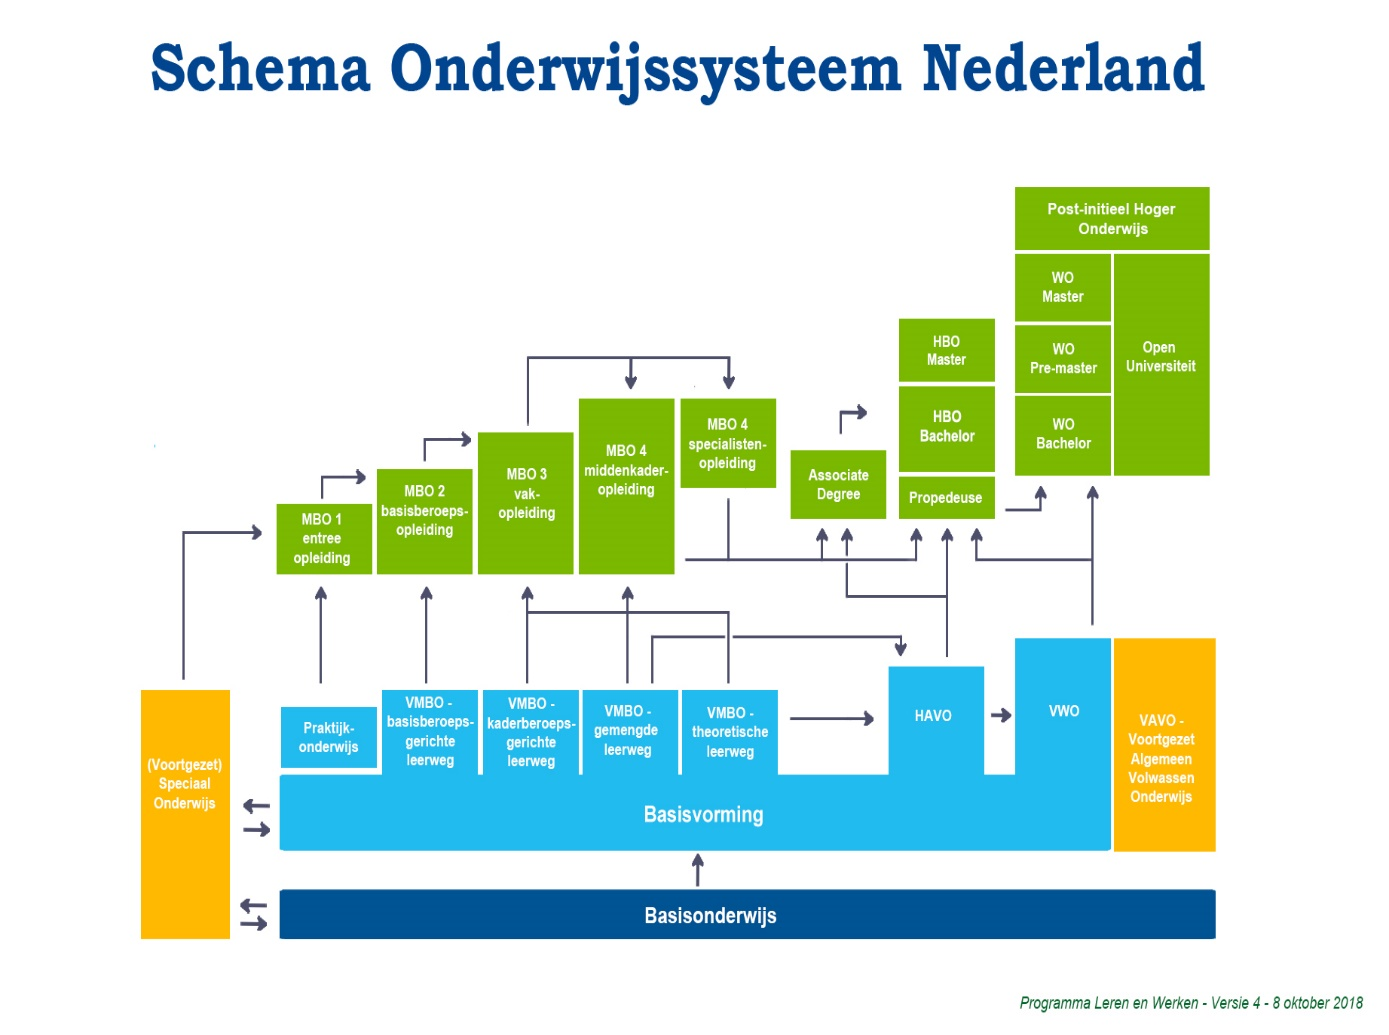 Schema Onderwijssysteem Nederland
Post-initieel Hoger
Onderwijs
WO
Master
WO
Pre-master
WO
Bachelor
Open
Universiteit
HBO
Master
HBO
Bachelor
Propedeuse
Associate
Degree
MBO 4
specialisten-
opleiding
MBO 4
middenkader-
opleiding
MBO 3
vak-
opleiding
MBO 2
basisberoeps-
opleiding
MBO 1
entree
opleiding
(Voortgezet)
Speciaal
Onderwijs
Praktijk-
onderwijs
VMBO -
basisberoeps-
gerichte
leerweg
VMBO -
kaderberoeps-
gerichte
leerweg
VMBO -
gemengde
leerweg
VMBO -
theoretische
leerweg
HAVO
VWO
VAVO -
Voortgezet
Algemeen
Volwassen
Onderwijs
Basisvorming
Basisonderwijs
Programma Leren en Werken - Versie 4 - 8 oktober 2018